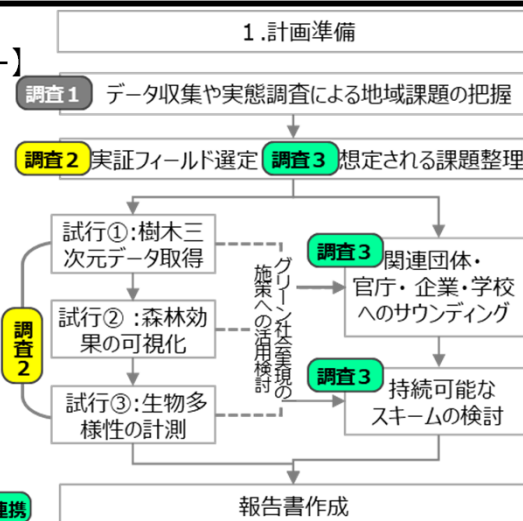 1.計画準備
ー】
調査1 データ収集や実態調査による地域課題の把握
調査2 実証フィールド選定 調査3 想定される課題整理
試行①:樹木三
次元データ取得
試行② :森林効
果の可視化
試行③:生物多
様性の計測
調査2
グリーン社会実現の
施策への活用検討
調査3
関連団体・
官庁・企業・学校
へのサウンディング
調査3
持続可能な
スキームの検討
連携
報告書作成